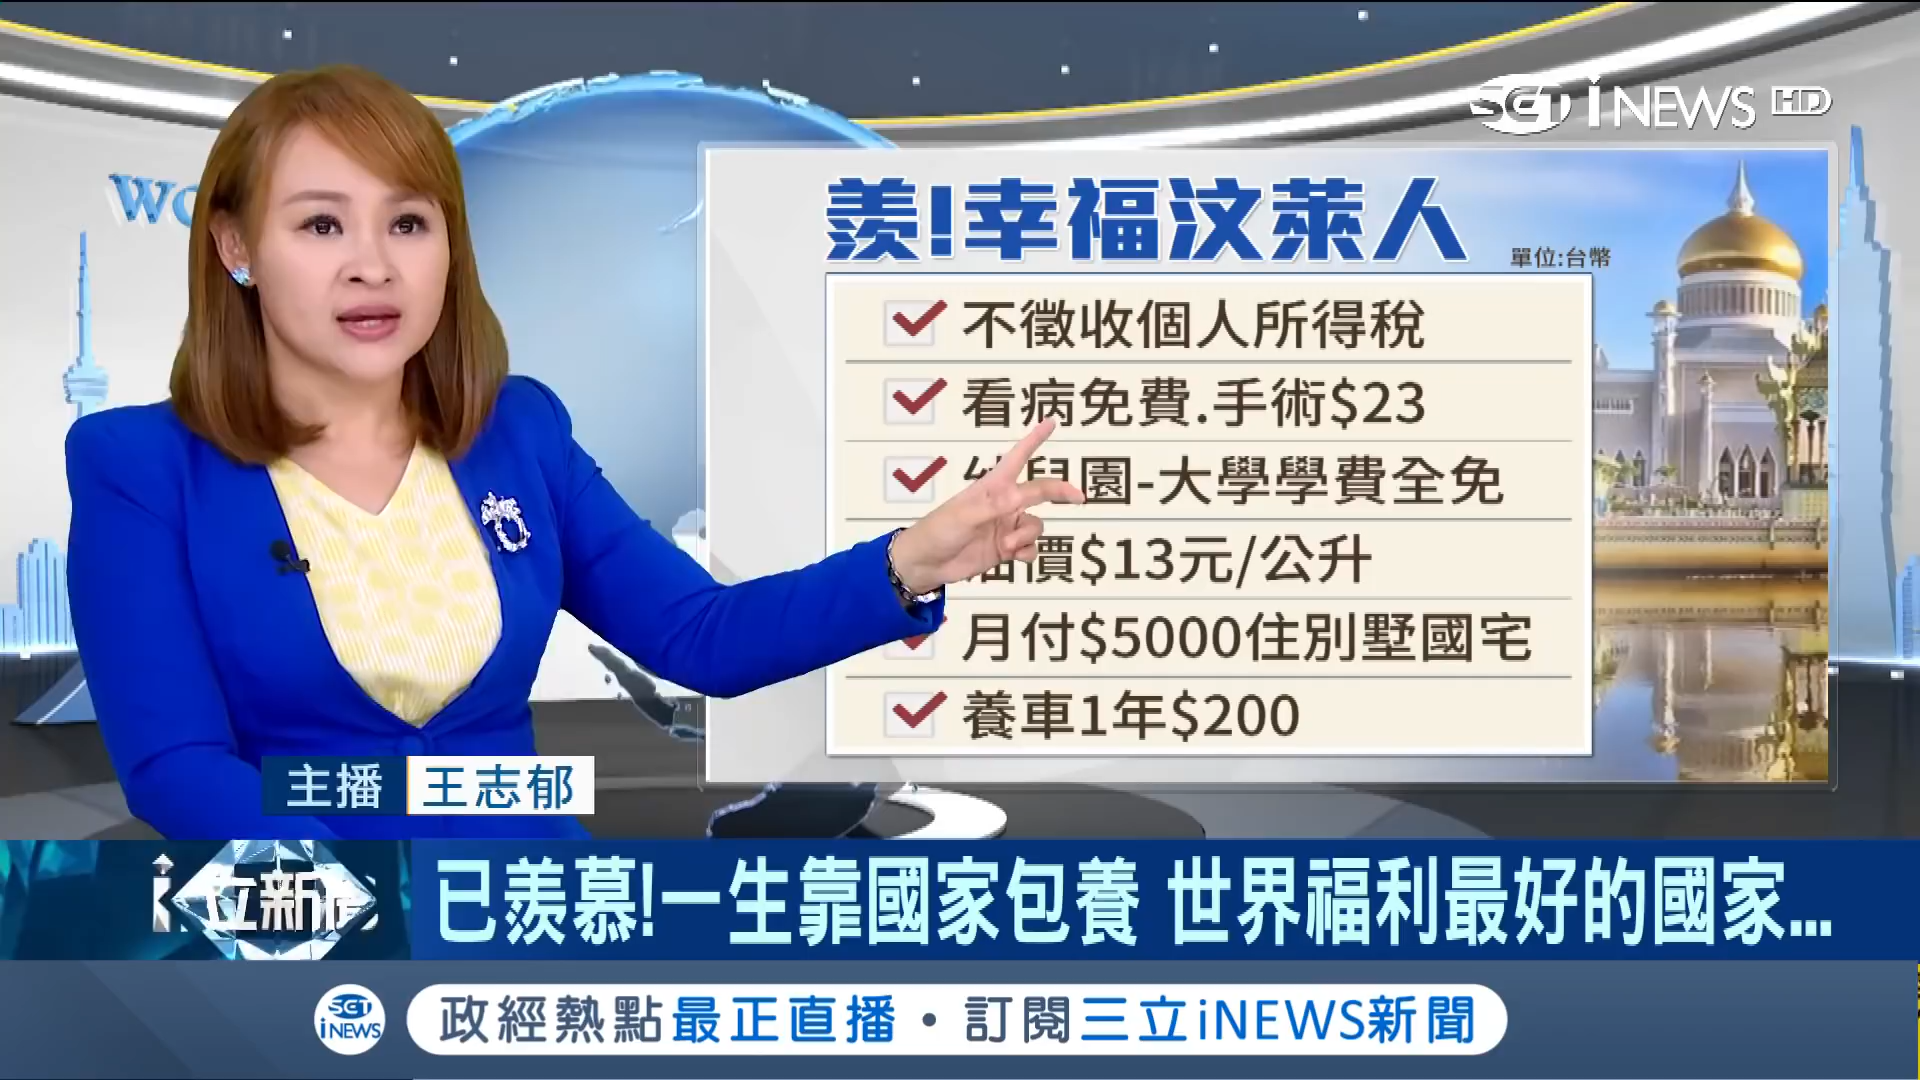 WO
SET iNEWS HD
羨!幸福汶萊人
單位:台幣
不徵收個人所得稅
看病免費.手術$23
幼兒園-大學學費全免
油價$13元/公升
月付$5000住別墅國宅
養車1年$200
主播 王志郁
立新聞
已羨慕!一生靠國家包養 世界福利最好的國家...
SET iNEWS
政經熱點最正直播・訂閱三立iNEWS新聞